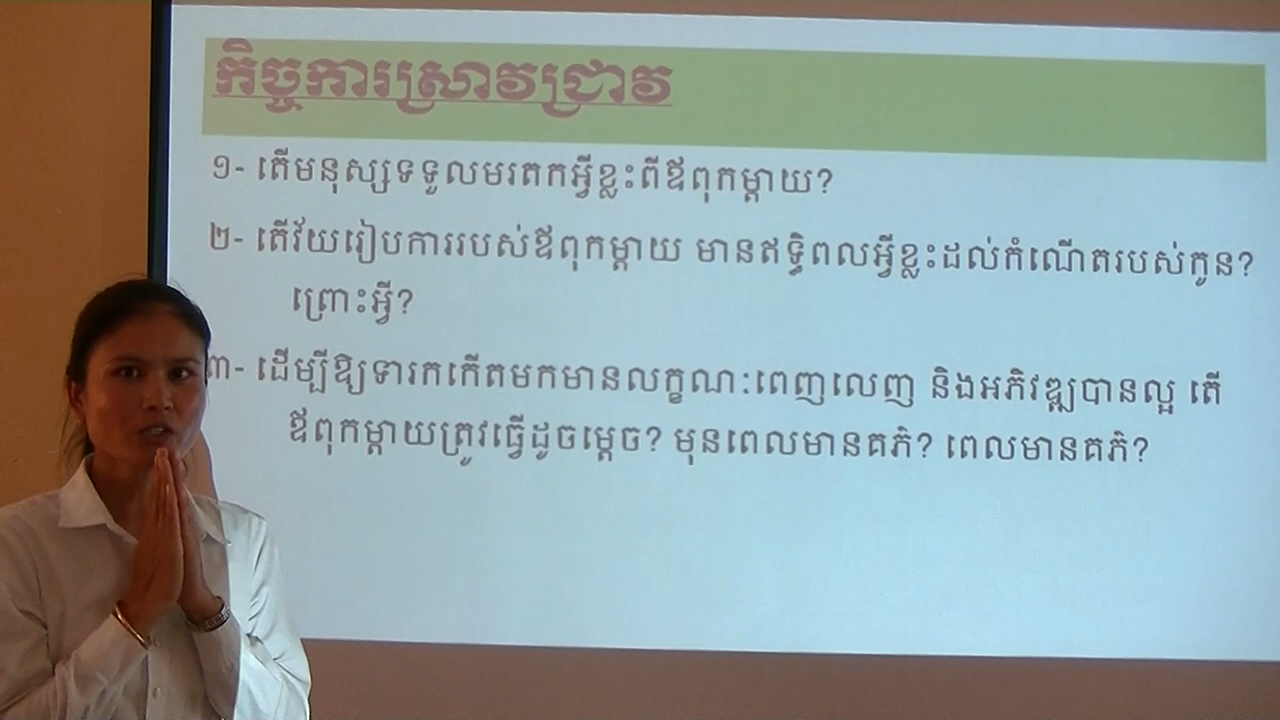 កិច្ចការស្រាវជ្រាវ
១- តើមនុស្សទទួលមរតកអ្វីខ្លះពីឪពុកម្ដាយ?
២- តើវ័យរៀបការរបស់ឪពុកម្ដាយ មានឥទ្ធិពលអ្វីខ្លះដល់កំណើតរបស់កូន?
ព្រោះអ្វី?
៣- ដើម្បីឱ្យទារកកើតមកមានលក្ខណៈពេញលេញ និងអភិវឌ្ឍបានល្អ តើ
ឪពុកម្ដាយត្រូវធ្វើដូចម្ដេច? មុនពេលមានគភ៌? ពេលមានគភ៌?